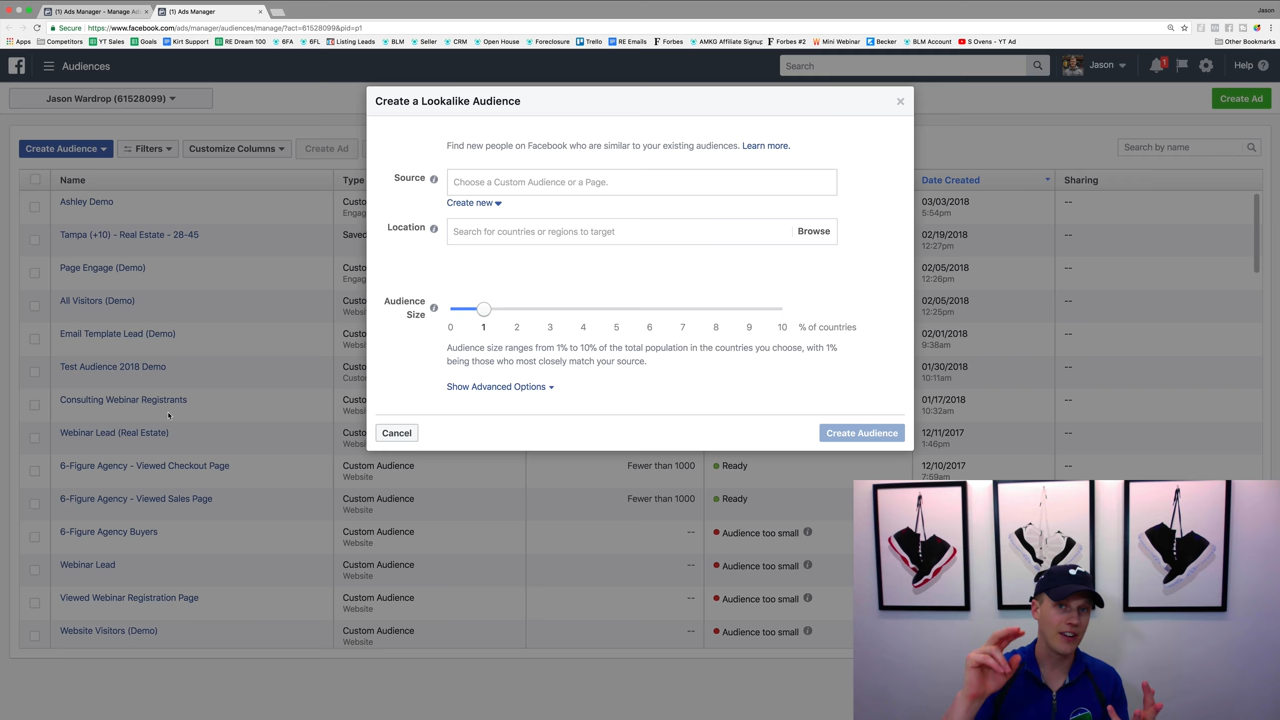 (1) Ads Manager - Manage Ad
(1) Ads Manager
Jason
Secure
https://www.facebook.com/ads/manager/audiences/manage/?act=61528099&pid=p1
Apps
Competitors
YT Sales
Goals
Kirt Support
RE Dream 100
6FA
6FL
Listing Leads
BLM
Seller
CRM
Open House
Foreclosure
Trello
RE Emails
Forbes
AMKG Affiliate Signup
Forbes #2
Mini Webinar
Becker
BLM Account
S Ovens - YT Ad
Other Bookmarks
Audiences
Search
Jason
1
Help
Jason Wardrop (61528099)
Create Ad
Create a Lookalike Audience
Find new people on Facebook who are similar to your existing audiences. Learn more.
Source
Choose a Custom Audience or a Page.
Create new
Location
Search for countries or regions to target
Browse
Audience
Size
0 1 2 3 4 5 6 7 8 9 10 % of countries
Audience size ranges from 1% to 10% of the total population in the countries you choose, with 1%
being those who most closely match your source.
Show Advanced Options
Cancel
Create Audience
Create Audience
Filters
Customize Columns
Create Ad
Search by name
Name
Type
Date Created
Sharing
Ashley Demo
Custo
Engag
03/03/2018
5:54pm
--
Tampa (+10) - Real Estate - 28-45
Saved
02/19/2018
12:27pm
--
Page Engage (Demo)
Custo
Engag
02/05/2018
12:26pm
--
All Visitors (Demo)
Custo
Websi
02/05/2018
12:25pm
--
Email Template Lead (Demo)
Custo
Websi
02/01/2018
9:38am
--
Test Audience 2018 Demo
Custo
Custo
01/30/2018
10:11am
--
Consulting Webinar Registrants
Custo
Websi
01/17/2018
10:32am
--
Webinar Lead (Real Estate)
Custo
Websi
12/11/2017
1:46pm
--
6-Figure Agency - Viewed Checkout Page
Custom Audience
Website
Fewer than 1000
Ready
12/10/2017
7:59am
--
6-Figure Agency - Viewed Sales Page
Custom Audience
Website
Fewer than 1000
Ready
6-Figure Agency Buyers
Custom Audience
Website
--
Audience too small
Webinar Lead
Custom Audience
Website
--
Audience too small
Viewed Webinar Registration Page
Custom Audience
Website
--
Audience too small
Website Visitors (Demo)
Custom Audience
Website
--
Audience too small